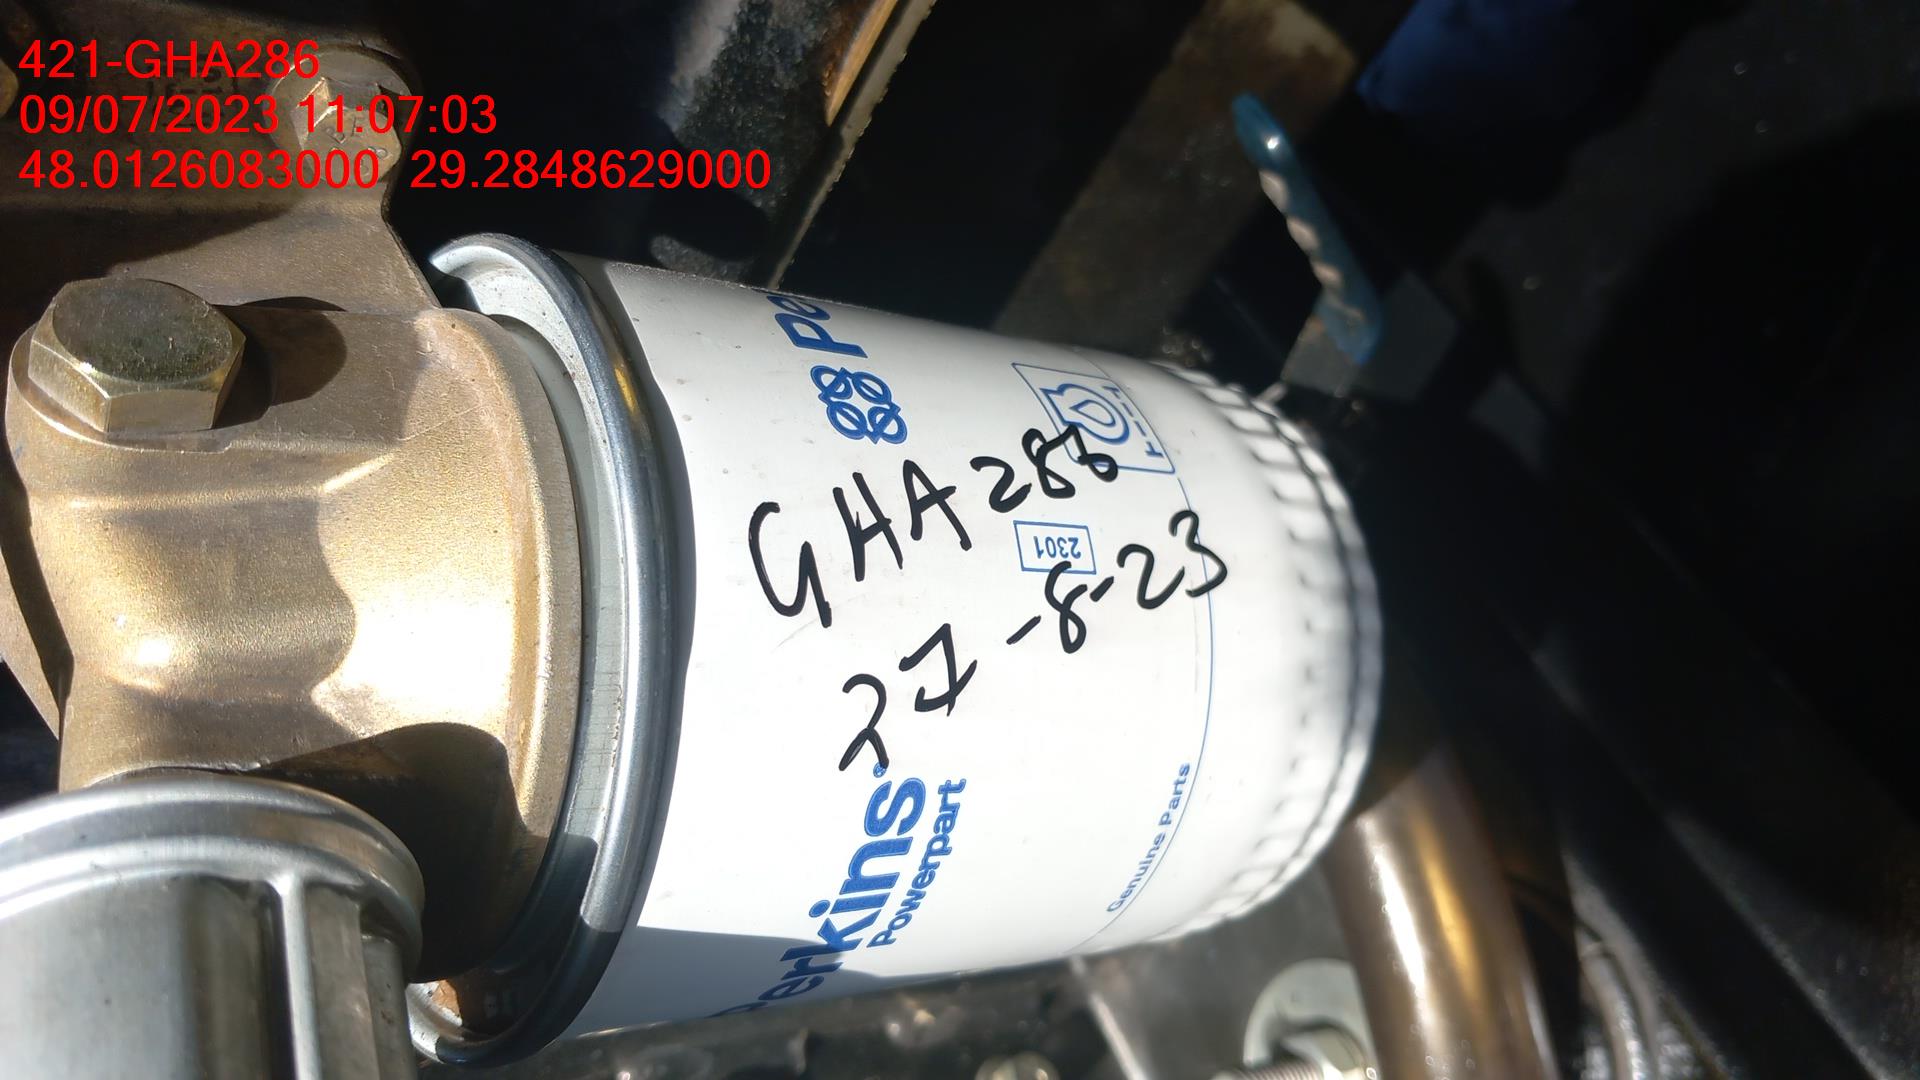 421-GHA286
09/07/2023 11:07:03
48.0126083000 29.2848629000
Pe
GHA286
2301
27-8-23
Perkins
Powerpart
Genuine Parts